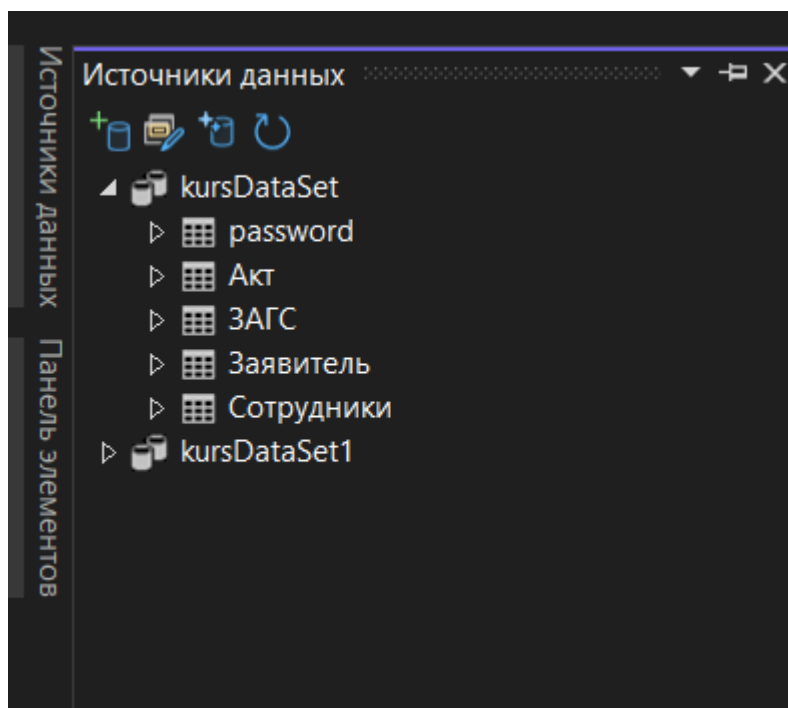 Источники данных
Панель элементов
Источники данных
kursDataSet
password
Акт
ЗАГС
Заявитель
Сотрудники
kursDataSet1